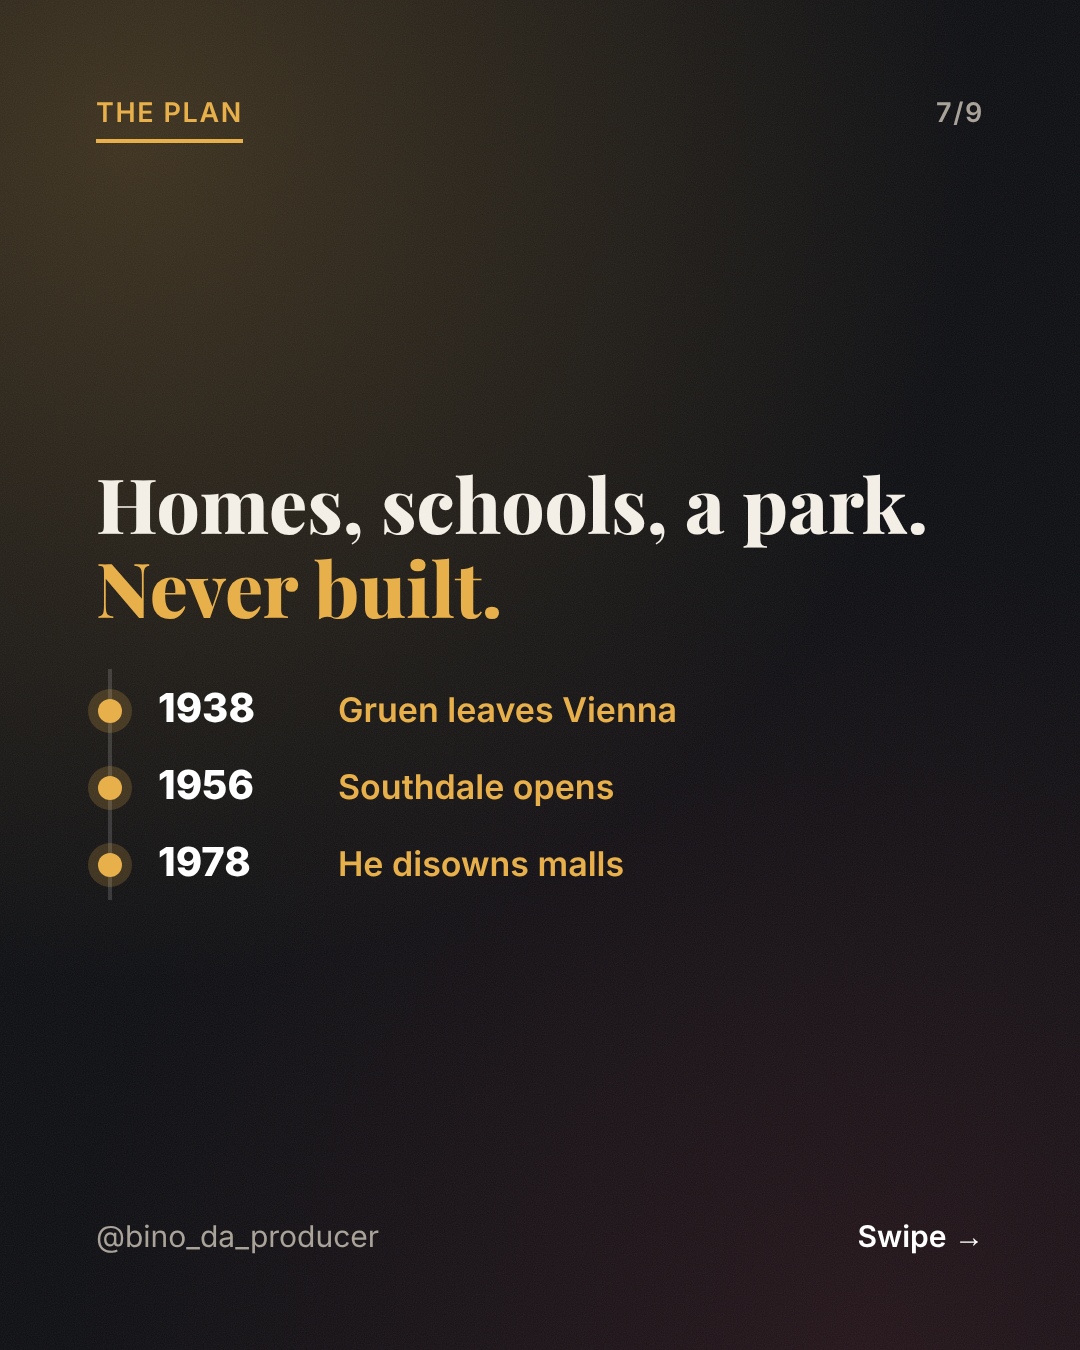 THE PLAN
7/9
Homes, schools, a park.
Never built.
1938 Gruen leaves Vienna
1956 Southdale opens
1978 He disowns malls
@bino_da_producer
Swipe →